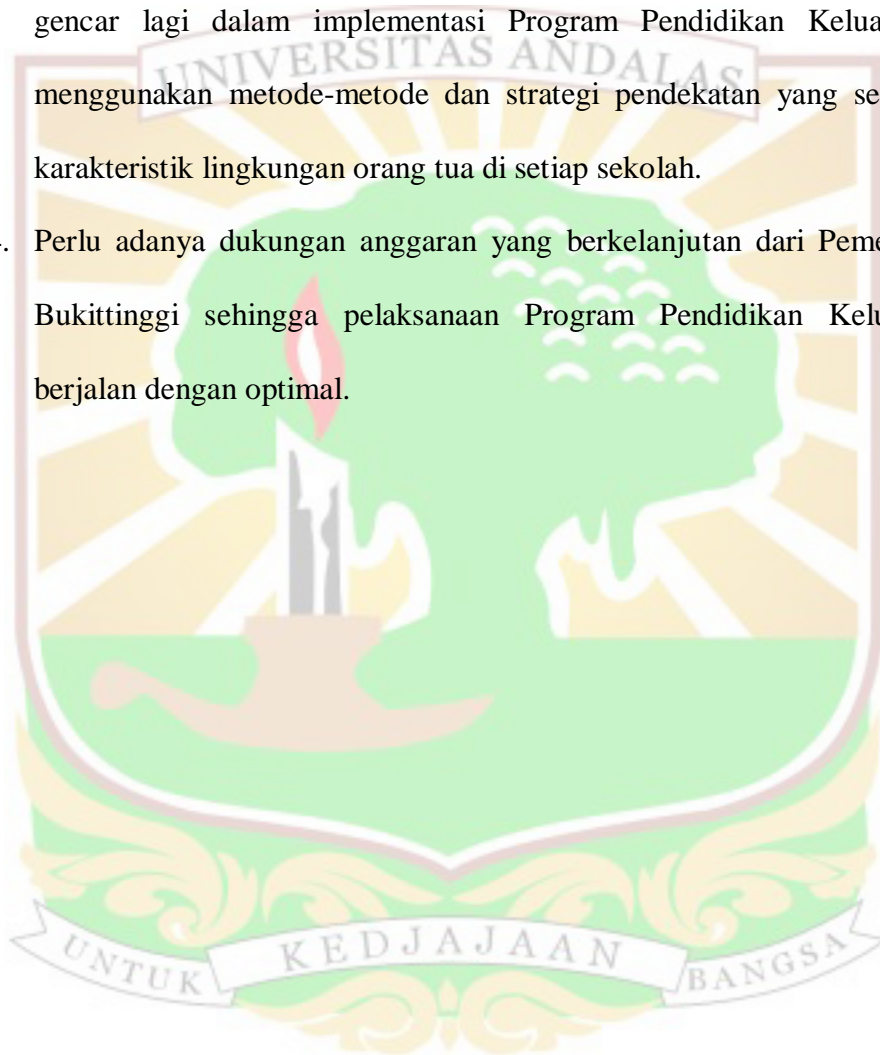 gencar lagi dalam implementasi Program Pendidikan Kelua
UNIVERSITAS ANDALAS
menggunakan metode-metode dan strategi pendekatan yang se
karakteristik lingkungan orang tua di setiap sekolah.
. Perlu adanya dukungan anggaran yang berkelanjutan dari Peme
Bukittinggi sehingga pelaksanaan Program Pendidikan Kelu
berjalan dengan optimal.
UNTUK KEDJAJAAN BANGSA